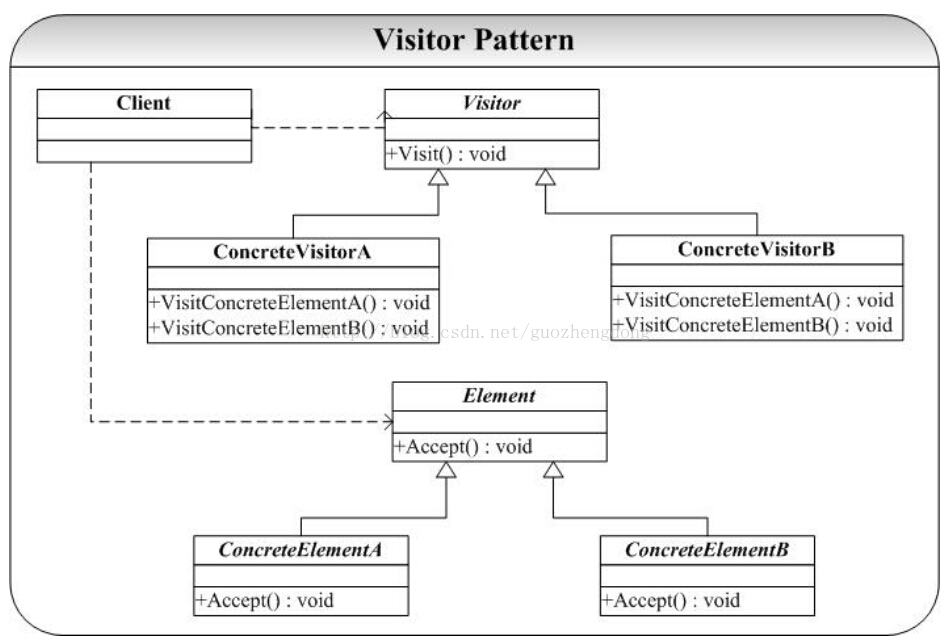 Visitor Pattern
Client
Visitor
+Visit() : void
ConcreteVisitorA
+VisitConcreteElementA() : void
+VisitConcreteElementB() : void
ConcreteVisitorB
+VisitConcreteElementA() : void
+VisitConcreteElementB() : void
http://blog.csdn.net/guozhengdong
Element
+Accept() : void
ConcreteElementA
+Accept() : void
ConcreteElementB
+Accept() : void